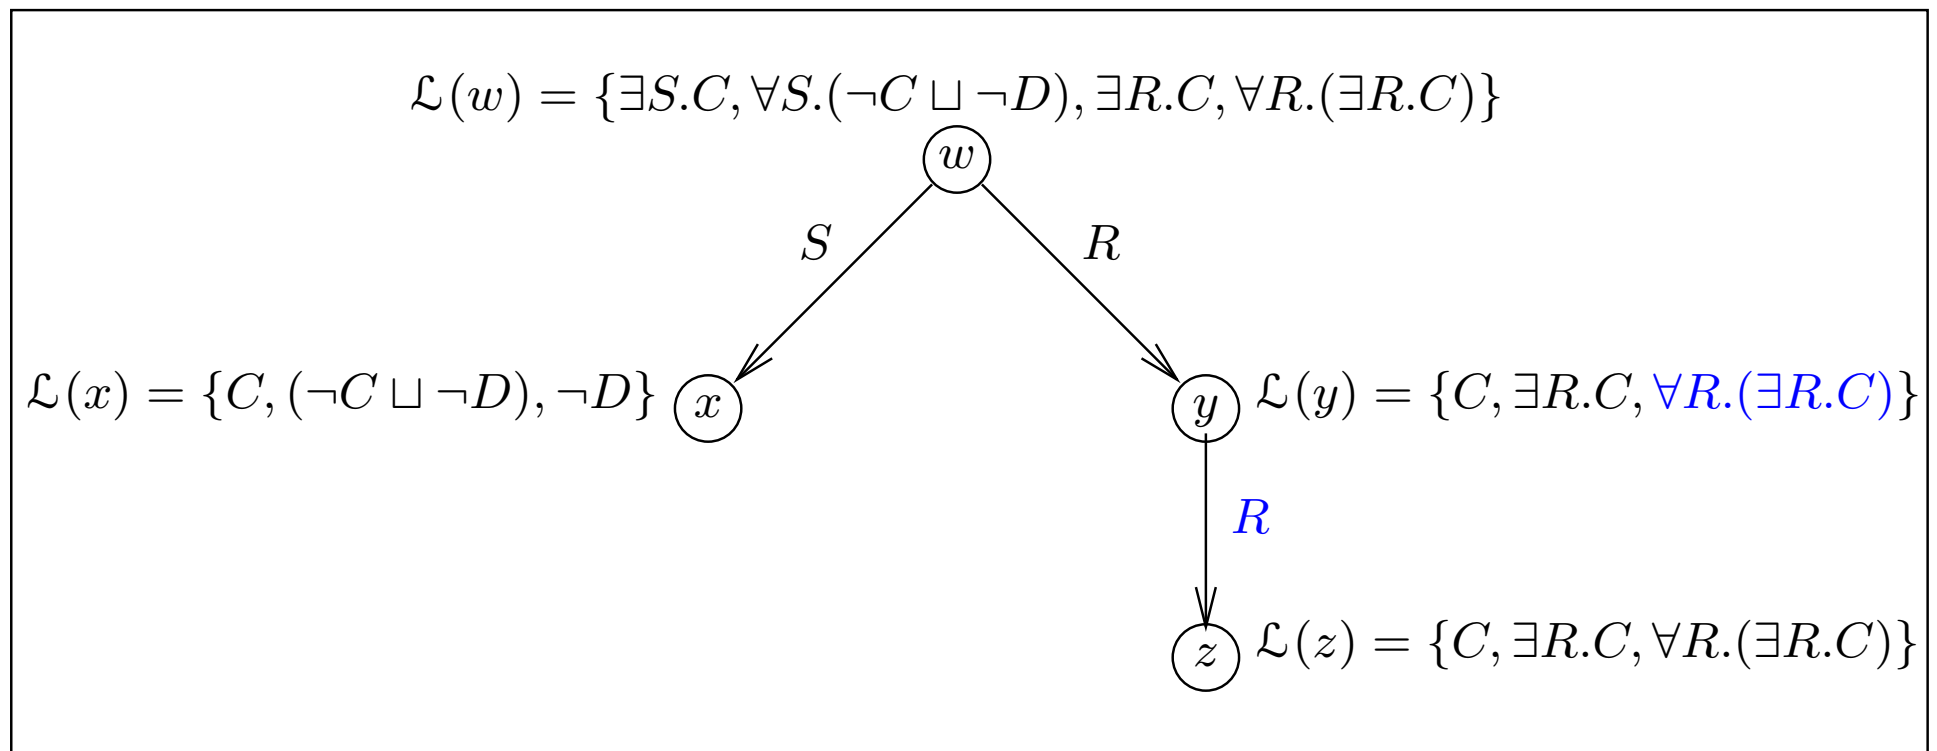 ℒ(w) = {∃S.C, ∀S.(¬C ⊔ ¬D), ∃R.C, ∀R.(∃R.C)}
w
S R
ℒ(x) = {C, (¬C ⊔ ¬D), ¬D} x y ℒ(y) = {C, ∃R.C, ∀R.(∃R.C)}
R
z ℒ(z) = {C, ∃R.C, ∀R.(∃R.C)}